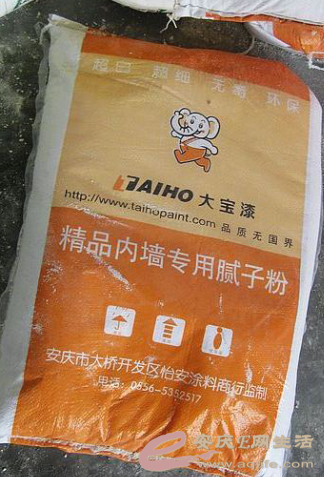 超白 超细 无毒 环保
TAIHO 大宝漆
http://www.taihopaint.com 品质无国界
精品内墙专用腻子粉
安庆市大桥开发区怡安涂料商行监制
电话: 0556-5352517
安庆E网生活
www.aqlife.com